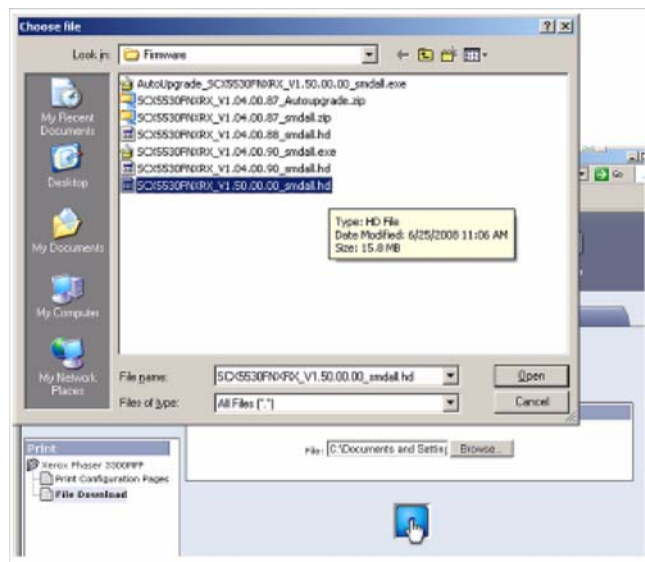 Choose file
Look in: Firmware
AutoUpgrade_SCX5530FNXRX_V1.50.00.00_smdall.exe
SCX5530FNXRX_V1.04.00.87_Autoupgrade.zip
SCX5530FNXRX_V1.04.00.87_smdall.zip
SCX5530FNXRX_V1.04.00.88_smdall.hd
SCX5530FNXRX_V1.04.00.90_smdall.exe
SCX5530FNXRX_V1.04.00.90_smdall.hd
SCX5530FNXRX_V1.50.00.00_smdall.hd
My Recent
Documents
Desktop
My Documents
My Computer
My Network
Places
Type: HD File
Date Modified: 6/25/2008 11:06 AM
Size: 15.8 MB
Go
File name: SCX5530FNXRX_V1.50.00.00_smdall.hd Open
Files of type: All Files (*.*) Cancel
Print
Xerox Phaser 3300MFP
Print Configuration Pages
File Download
File: C:\Documents and Setting Browse...